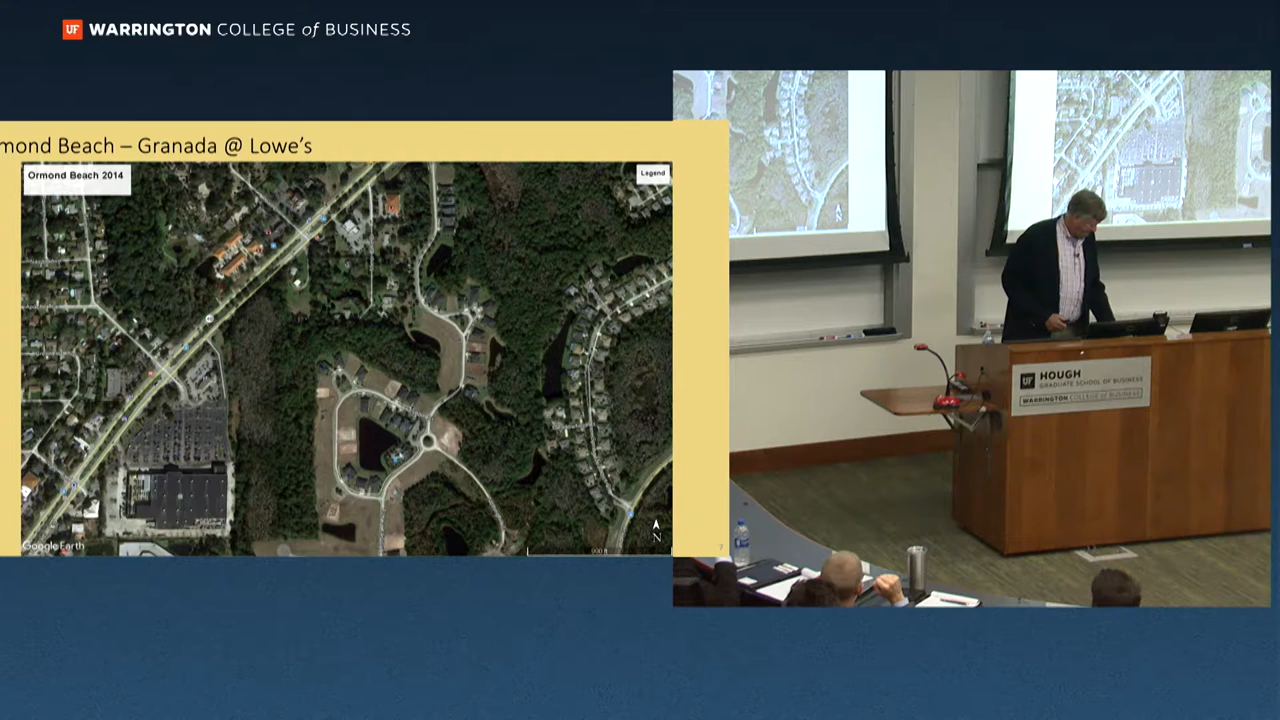 UF WARRINGTON COLLEGE of BUSINESS
mond Beach – Granada @ Lowe's
Ormond Beach 2014
Legend
Google Earth
N
7
UF HOUGH
GRADUATE SCHOOL OF BUSINESS
WARRINGTON COLLEGE OF BUSINESS